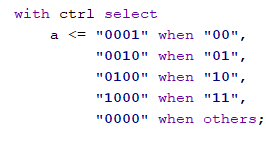 with ctrl select
a <= "0001" when "00",
"0010" when "01",
"0100" when "10",
"1000" when "11",
"0000" when others;